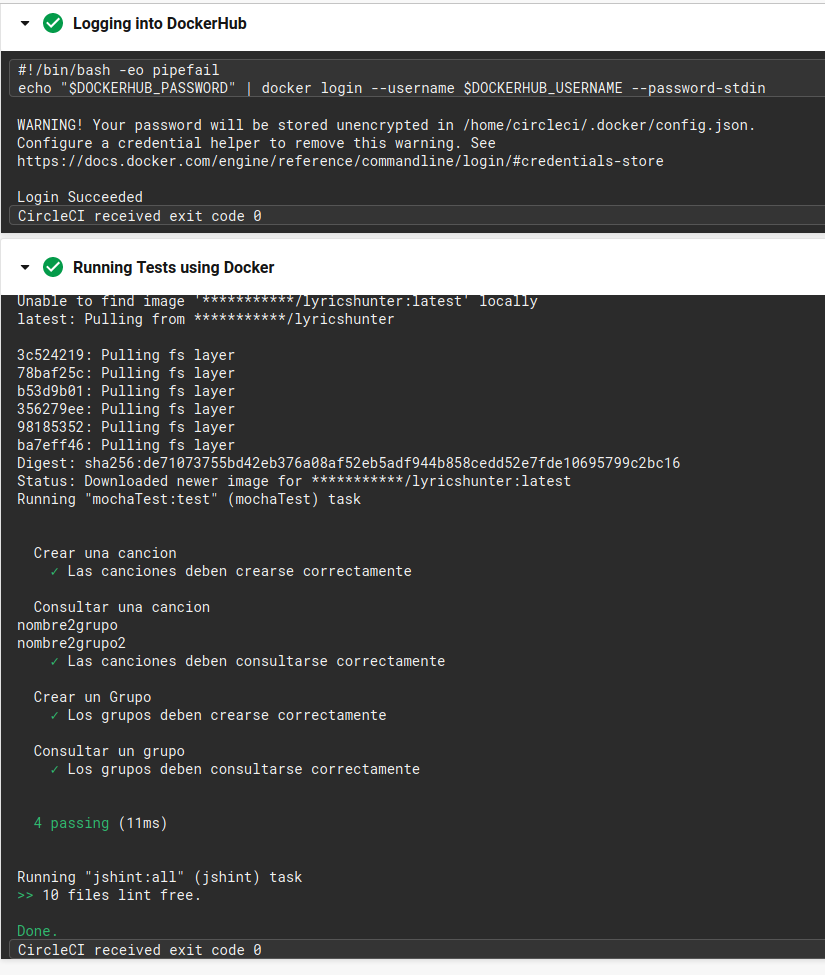 Logging into DockerHub
#!/bin/bash -eo pipefail
echo "$DOCKERHUB_PASSWORD" | docker login --username $DOCKERHUB_USERNAME --password-stdin
WARNING! Your password will be stored unencrypted in /home/circleci/.docker/config.json.
Configure a credential helper to remove this warning. See
https://docs.docker.com/engine/reference/commandline/login/#credentials-store
Login Succeeded
CircleCI received exit code 0
Running Tests using Docker
Unable to find image '***********/lyricshunter:latest' locally
latest: Pulling from ***********/lyricshunter
3c524219: Pulling fs layer
78baf25c: Pulling fs layer
b53d9b01: Pulling fs layer
356279ee: Pulling fs layer
98185352: Pulling fs layer
ba7eff46: Pulling fs layer
Digest: sha256:de71073755bd42eb376a08af52eb5adf944b858cedd52e7fde10695799c2bc16
Status: Downloaded newer image for ***********/lyricshunter:latest
Running "mochaTest:test" (mochaTest) task
Crear una cancion
✓ Las canciones deben crearse correctamente
Consultar una cancion
nombre2grupo
nombre2grupo2
✓ Las canciones deben consultarse correctamente
Crear un Grupo
✓ Los grupos deben crearse correctamente
Consultar un grupo
✓ Los grupos deben consultarse correctamente
4 passing (11ms)
Running "jshint:all" (jshint) task
>> 10 files lint free.
Done.
CircleCI received exit code 0